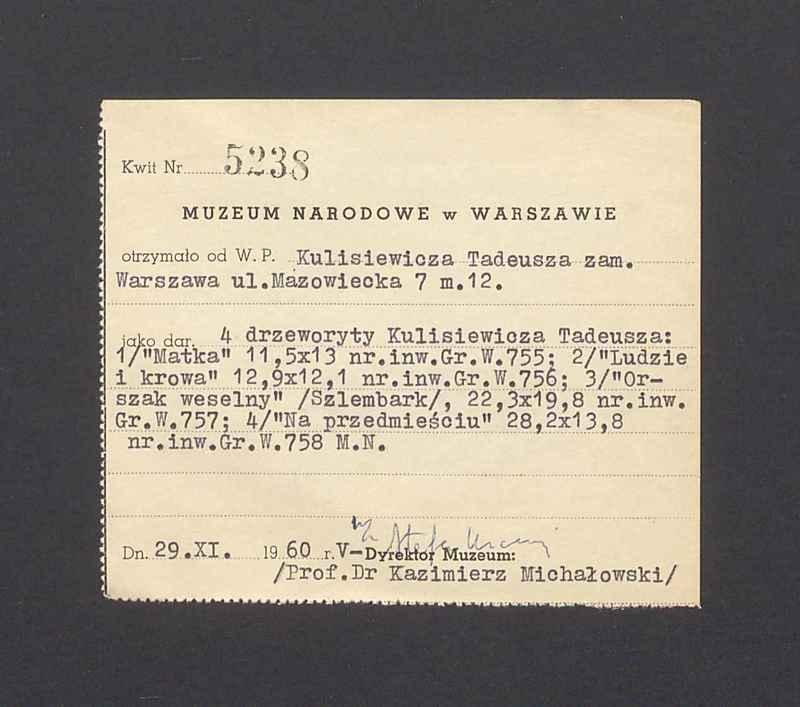 Kwit Nr 5238
MUZEUM NARODOWE w WARSZAWIE
otrzymało od W. P. Kulisiewicza Tadeusza zam.
Warszawa ul.Mazowiecka 7 m.12.
jako dar. 4 drzeworyty Kulisiewicza Tadeusza:
1/"Matka" 11,5x13 nr.inw.Gr.W.755; 2/"Ludzie
i krowa" 12,9x12,1 nr.inw.Gr.W.756; 3/"Or-
szak weselny" /Szlembark/, 22,3x19,8 nr.inw.
Gr.W.757; 4/"Na przedmieściu" 28,2x13,8
nr.inw.Gr.W.758 M.N.
Dn. 29.XI. 1960 r. V-Dyrektor Muzeum:
/Prof.Dr Kazimierz Michałowski/